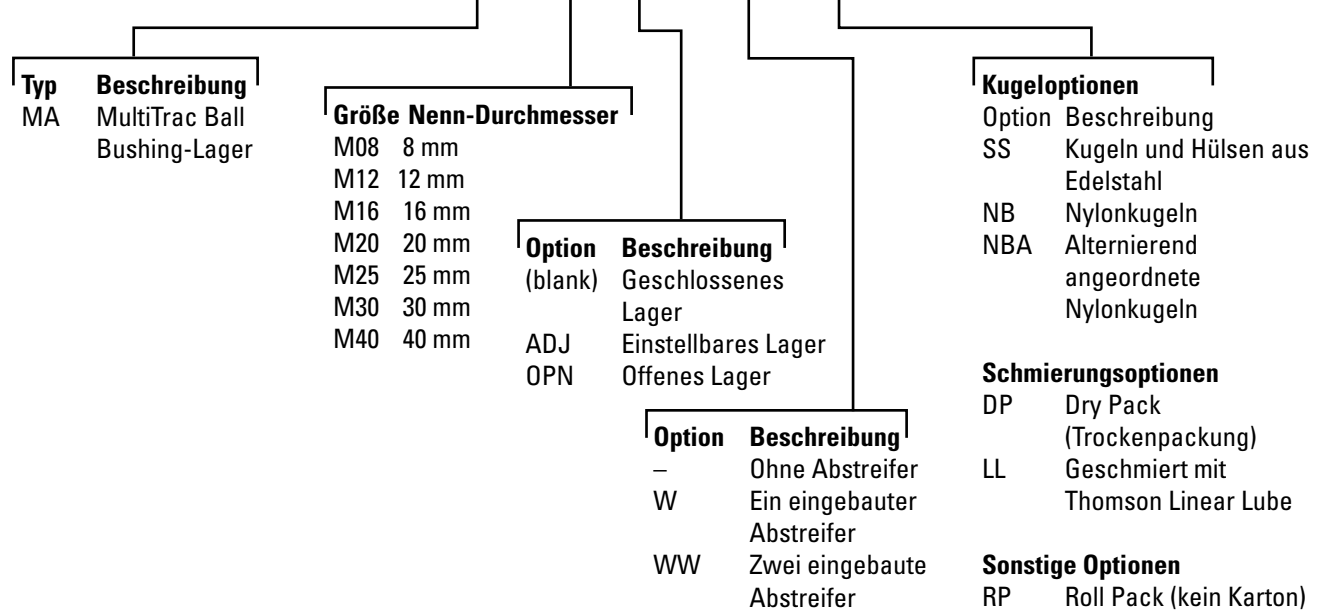 Typ Beschreibung
MA MultiTrac Ball
Bushing-Lager
Größe Nenn-Durchmesser
M08 8 mm
M12 12 mm
M16 16 mm
M20 20 mm
M25 25 mm
M30 30 mm
M40 40 mm
Option Beschreibung
(blank) Geschlossenes
Lager
ADJ Einstellbares Lager
OPN Offenes Lager
Option Beschreibung
– Ohne Abstreifer
W Ein eingebauter
Abstreifer
WW Zwei eingebaute
Abstreifer
Kugeloptionen
Option Beschreibung
SS Kugeln und Hülsen aus
Edelstahl
NB Nylonkugeln
NBA Alternierend
angeordnete
Nylonkugeln
Schmierungsoptionen
DP Dry Pack
(Trockenpackung)
LL Geschmiert mit
Thomson Linear Lube
Sonstige Optionen
RP Roll Pack (kein Karton)